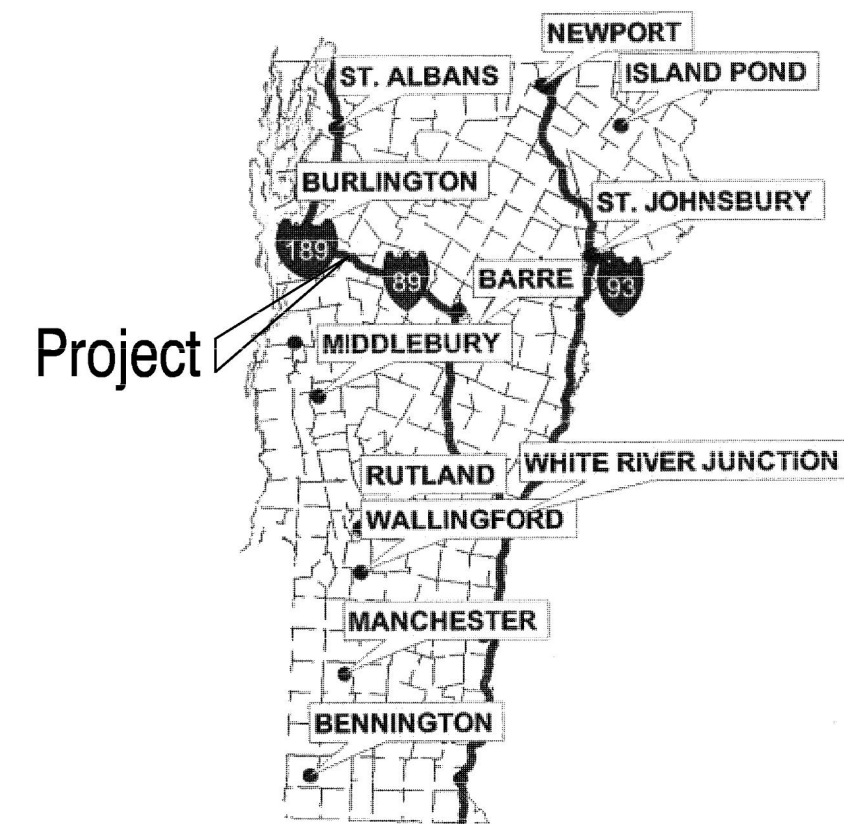 NEWPORT
ST. ALBANS
ISLAND POND
BURLINGTON
ST. JOHNSBURY
189
89
BARRE
93
Project
MIDDLEBURY
RUTLAND
WHITE RIVER JUNCTION
WALLINGFORD
MANCHESTER
BENNINGTON